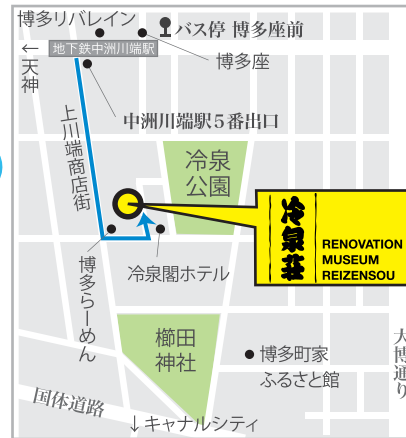 博多リバレイン
バス停 博多座前
地下鉄中洲川端駅
博多座
←天神
中洲川端駅5番出口
上川端商店街
冷泉
公園
冷泉荘
RENOVATION
MUSEUM
REIZENSOU
冷泉閣ホテル
博多らーめん
櫛田
神社
博多町家
ふるさと館
大博通り
国体道路
↓キャナルシティ